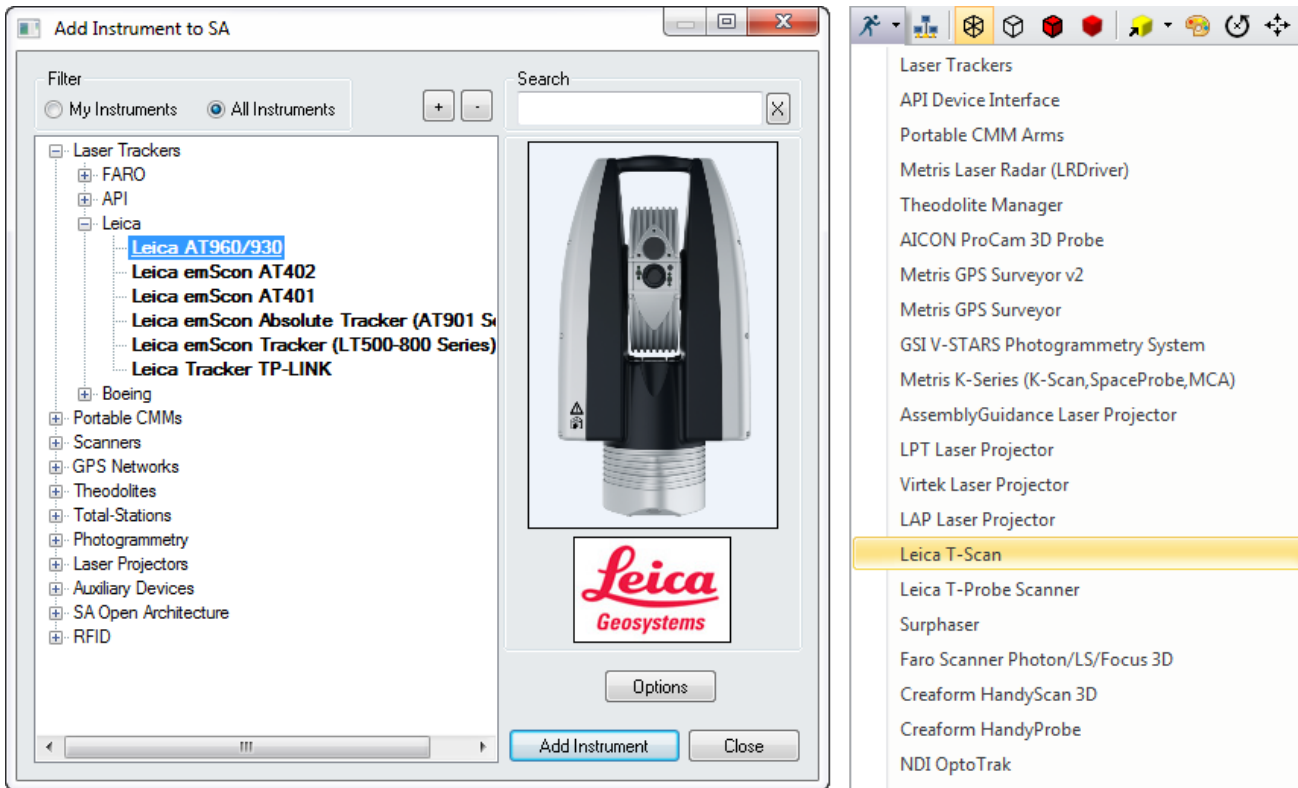 Add Instrument to SA
Filter
My Instruments
All Instruments
+
-
Search
X
Laser Trackers
FARO
API
Leica
Leica AT960/930
Leica emScon AT402
Leica emScon AT401
Leica emScon Absolute Tracker (AT901 S
Leica emScon Tracker (LT500-800 Series)
Leica Tracker TP-LINK
Boeing
Portable CMMs
Scanners
GPS Networks
Theodolites
Total-Stations
Photogrammetry
Laser Projectors
Auxiliary Devices
SA Open Architecture
RFID
Leica
Geosystems
Options
Add Instrument
Close
Laser Trackers
API Device Interface
Portable CMM Arms
Metris Laser Radar (LRDriver)
Theodolite Manager
AICON ProCam 3D Probe
Metris GPS Surveyor v2
Metris GPS Surveyor
GSI V-STARS Photogrammetry System
Metris K-Series (K-Scan,SpaceProbe,MCA)
AssemblyGuidance Laser Projector
LPT Laser Projector
Virtek Laser Projector
LAP Laser Projector
Leica T-Scan
Leica T-Probe Scanner
Surphaser
Faro Scanner Photon/LS/Focus 3D
Creaform HandyScan 3D
Creaform HandyProbe
NDI OptoTrak